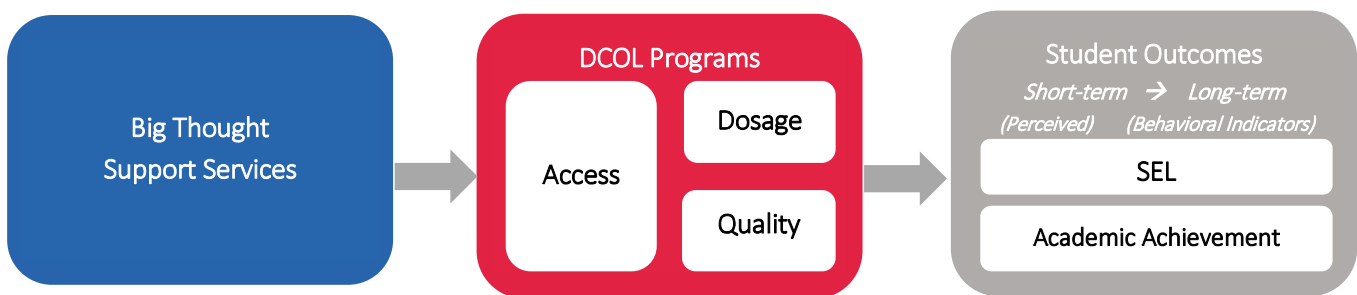 Big Thought
Support Services
DCOL Programs
Access
Dosage
Quality
Student Outcomes
Short-term → Long-term
(Perceived) (Behavioral Indicators)
SEL
Academic Achievement